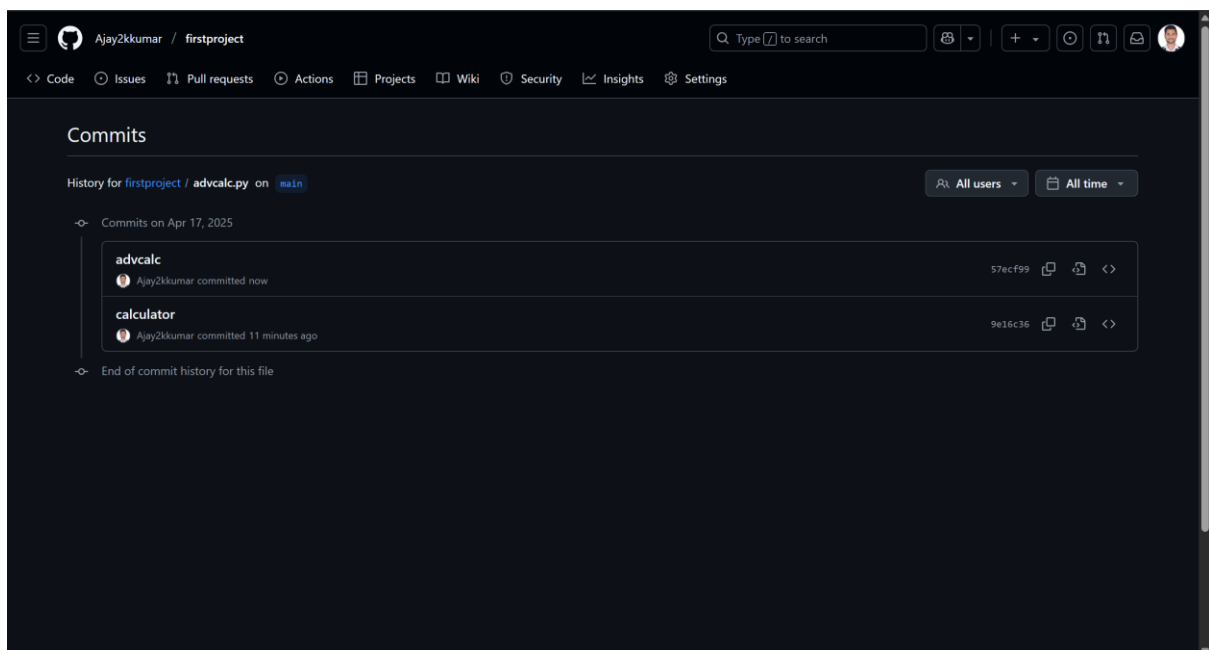 Ajay2kkumar / firstproject
Type / to search
Code Issues Pull requests Actions Projects Wiki Security Insights Settings
Commits
History for firstproject / advcalc.py on main
All users All time
Commits on Apr 17, 2025
advcalc
Ajay2kkumar committed now
57ecf99
calculator
Ajay2kkumar committed 11 minutes ago
9e16c36
End of commit history for this file